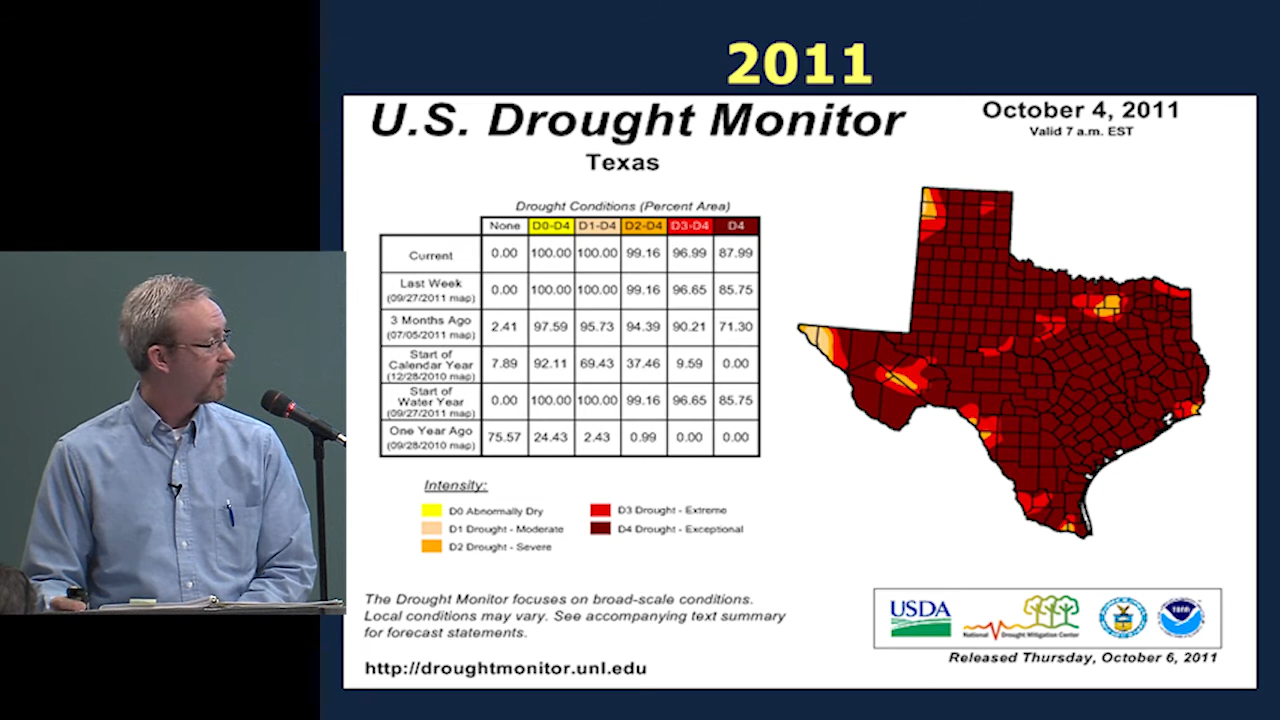 2011
U.S. Drought Monitor
Texas
October 4, 2011
Valid 7 a.m. EST
Drought Conditions (Percent Area)
None D0-D4 D1-D4 D2-D4 D3-D4 D4
Current 0.00 100.00 100.00 99.16 96.99 87.99
Last Week
(09/27/2011 map) 0.00 100.00 100.00 99.16 96.65 85.75
3 Months Ago
(07/05/2011 map) 2.41 97.59 95.73 94.39 90.21 71.30
Start of
Calendar Year
(12/28/2010 map) 7.89 92.11 69.43 37.46 9.59 0.00
Start of
Water Year
(09/27/2011 map) 0.00 100.00 100.00 99.16 96.65 85.75
One Year Ago
(09/28/2010 map) 75.57 24.43 2.43 0.99 0.00 0.00
Intensity:
D0 Abnormally Dry
D1 Drought - Moderate
D2 Drought - Severe
D3 Drought - Extreme
D4 Drought - Exceptional
The Drought Monitor focuses on broad-scale conditions.
Local conditions may vary. See accompanying text summary
for forecast statements.
http://droughtmonitor.unl.edu
USDA
National Drought Mitigation Center
Released Thursday, October 6, 2011